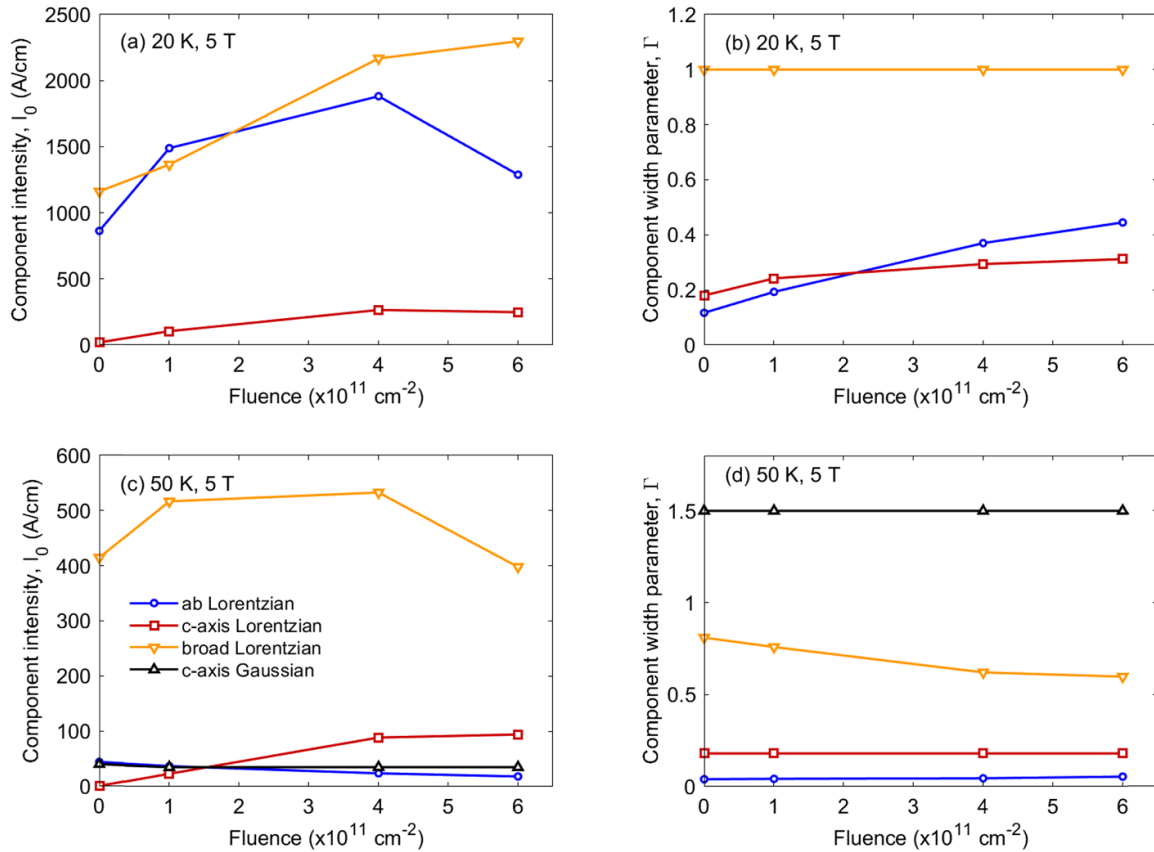 (a) 20 K, 5 T
Component intensity, I_0 (A/cm)
2500
2000
1500
1000
500
0
0 1 2 3 4 5 6
Fluence (x10^11 cm^-2)
(b) 20 K, 5 T
Component width parameter, Γ
1.2
1
0.8
0.6
0.4
0.2
0
0 1 2 3 4 5 6
Fluence (x10^11 cm^-2)
(c) 50 K, 5 T
Component intensity, I_0 (A/cm)
600
500
400
300
200
100
0
ab Lorentzian
c-axis Lorentzian
broad Lorentzian
c-axis Gaussian
0 1 2 3 4 5 6
Fluence (x10^11 cm^-2)
(d) 50 K, 5 T
Component width parameter, Γ
1.5
1
0.5
0
0 1 2 3 4 5 6
Fluence (x10^11 cm^-2)